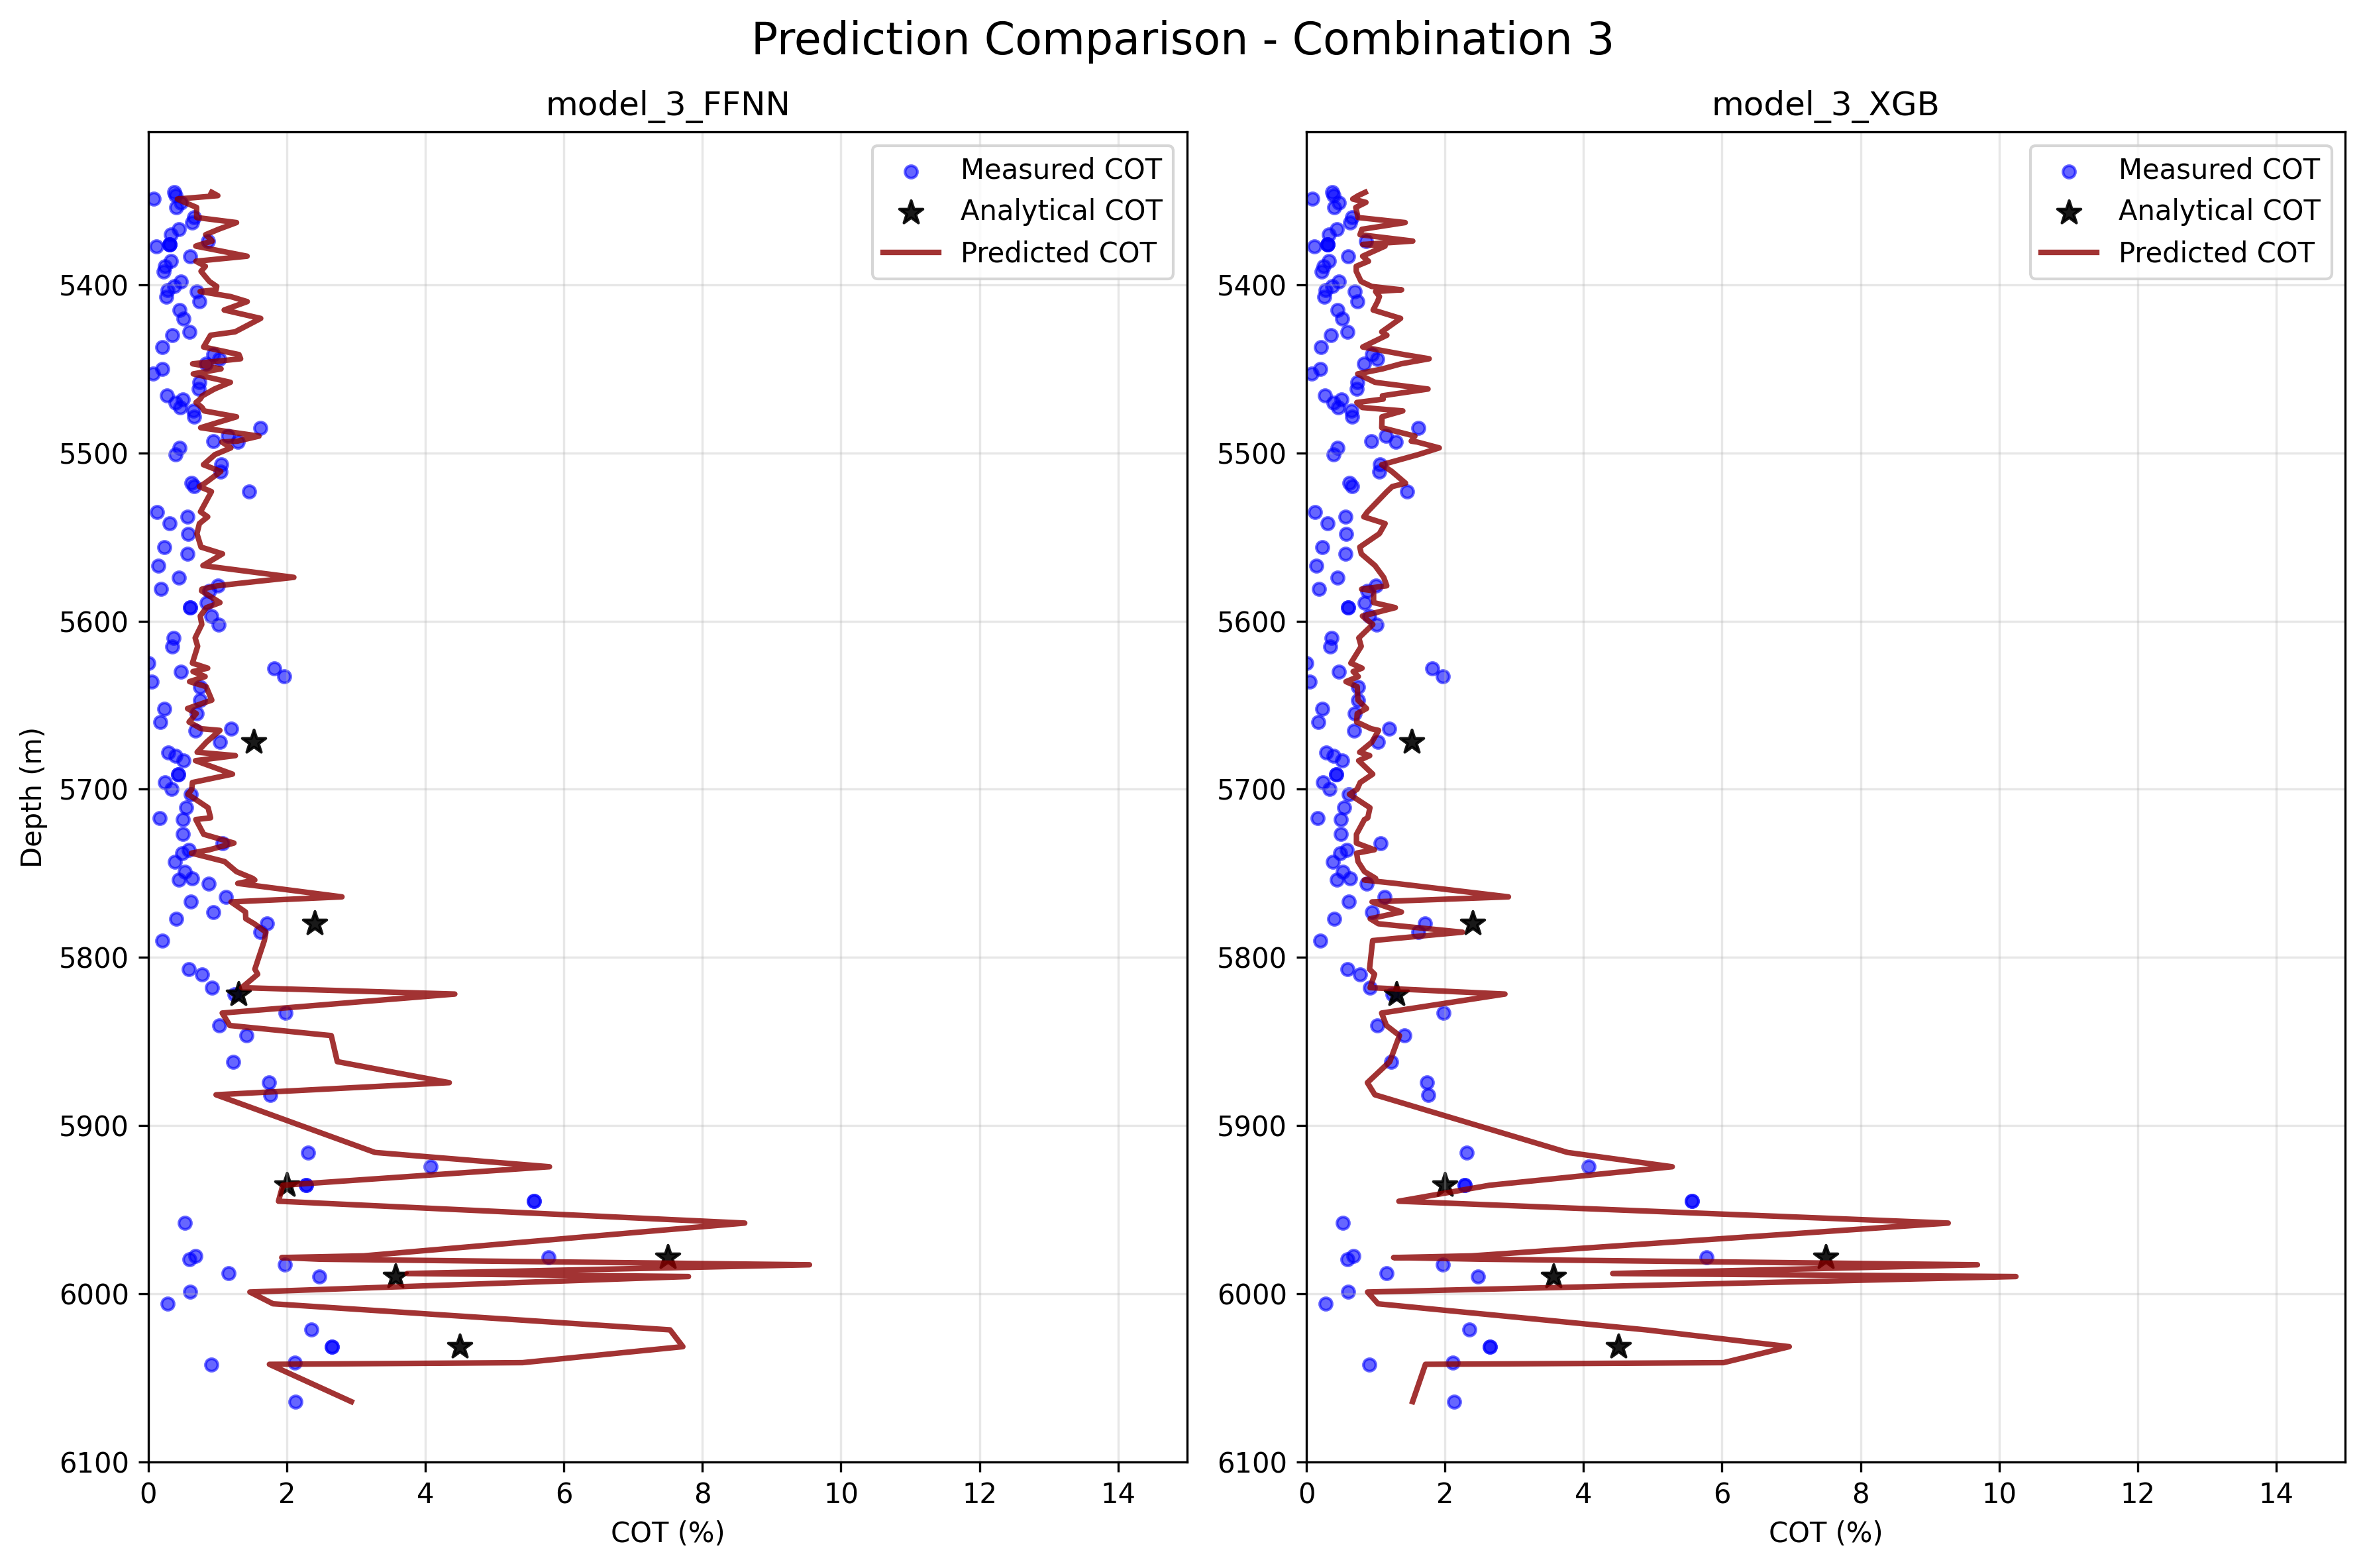 Prediction Comparison - Combination 3
model_3_FFNN
Measured COT
Analytical COT
Predicted COT
Depth (m)
5400
5500
5600
5700
5800
5900
6000
6100
0 2 4 6 8 10 12 14
COT (%)
model_3_XGB
Measured COT
Analytical COT
Predicted COT
5400
5500
5600
5700
5800
5900
6000
6100
0 2 4 6 8 10 12 14
COT (%)